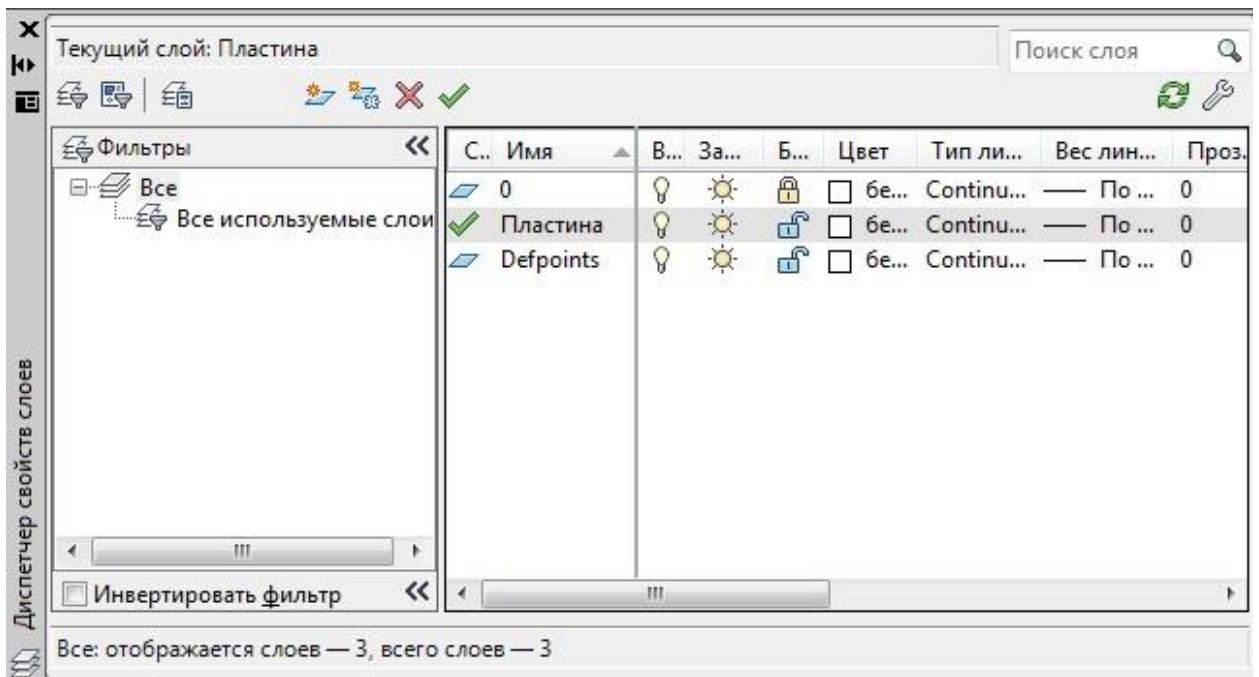 Текущий слой: Пластина
Поиск слоя
Фильтры
Все
Все используемые слои
С.. Имя В... За... Б... Цвет Тип ли... Вес лин... Проз.
0 бе... Continu... По ... 0
Пластина бе... Continu... По ... 0
Defpoints бе... Continu... По ... 0
Инвертировать фильтр
Все: отображается слоев — 3, всего слоев — 3
Диспетчер свойств слоев